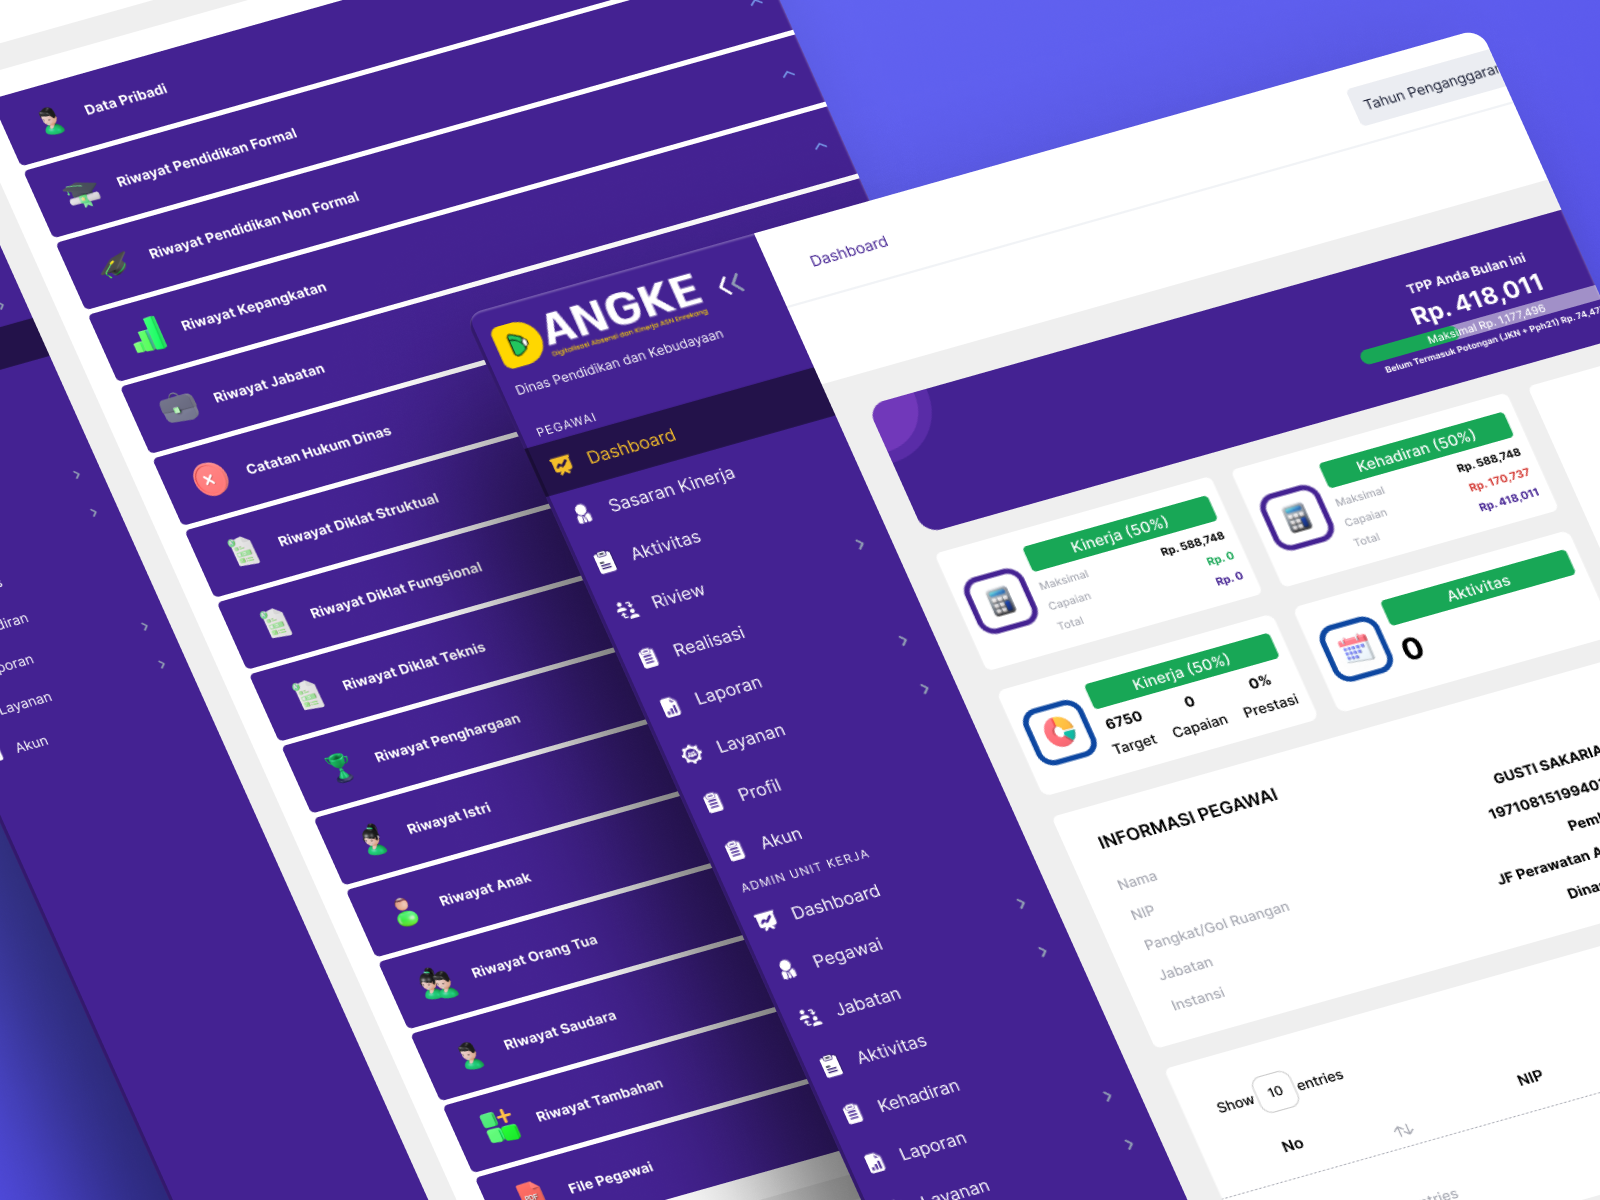 Data Pribadi
Riwayat Pendidikan Formal
Riwayat Pendidikan Non Formal
Riwayat Kepangkatan
Riwayat Jabatan
Catatan Hukum Dinas
Riwayat Diklat Struktual
Riwayat Diklat Fungsional
Riwayat Diklat Teknis
Riwayat Penghargaan
Riwayat Istri
Riwayat Anak
Riwayat Orang Tua
RIwayat Saudara
Riwayat Tambahan
File Pegawai
PDF
diran
poran
Layanan
Akun
DANGKE
Digitalisasi Absensi dan Kinerja ASN Enrekang
Dinas Pendidikan dan Kebudayaan
PEGAWAI
Dashboard
Sasaran Kinerja
Aktivitas
Riview
Realisasi
Laporan
Layanan
Profil
Akun
ADMIN UNIT KERJA
Dashboard
Pegawai
Jabatan
Aktivitas
Kehadiran
Laporan
Layanan
Tahun Penganggaran
Dashboard
TPP Anda Bulan ini
Rp. 418,011
Maksimal Rp. 1,177,496
Belum Termasuk Potongan (JKN + Pph21) Rp. 74,47
Kinerja (50%)
Maksimal Rp. 588,748
Capaian Rp. 0
Total Rp. 0
Kehadiran (50%)
Maksimal Rp. 588,748
Capaian Rp. 170,737
Total Rp. 418,011
Kinerja (50%)
6750 0 0%
Target Capaian Prestasi
Aktivitas
0
INFORMASI PEGAWAI
Nama GUSTI SAKARIA
NIP 1971081519940
Pangkat/Gol Ruangan Pemb
Jabatan JF Perawatan A
Instansi Dinas
Show 10 entries
No NIP
ntries